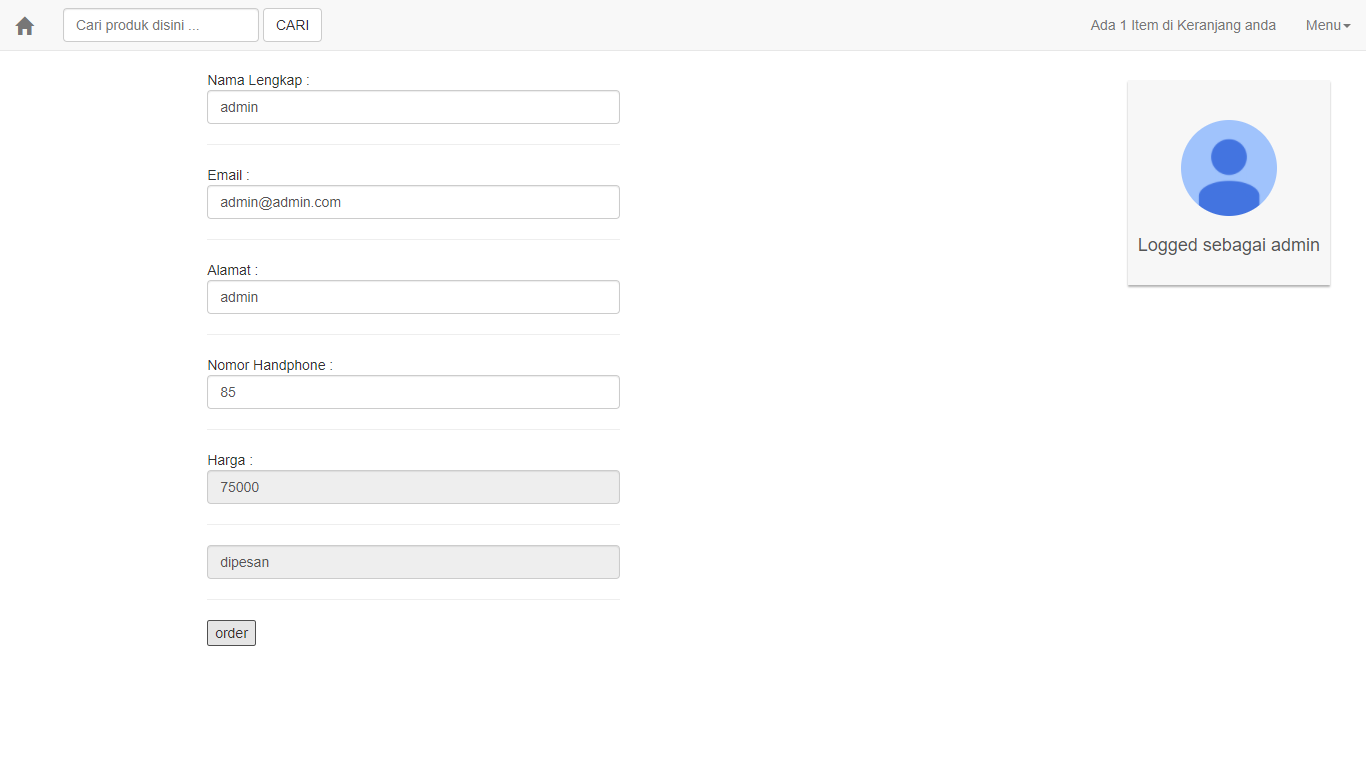 Cari produk disini ... CARI Ada 1 Item di Keranjang anda Menu
Nama Lengkap :
admin
Email :
admin@admin.com
Alamat :
admin
Nomor Handphone :
85
Harga :
75000
dipesan
order
Logged sebagai admin